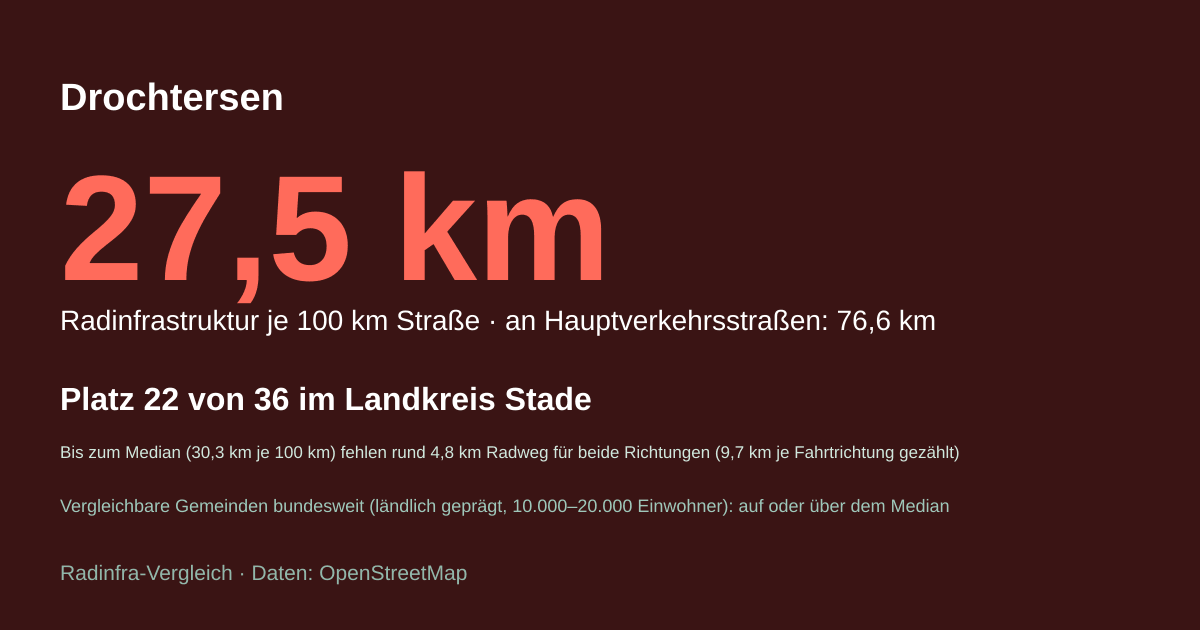 Drochtersen
27,5 km
Radinfrastruktur je 100 km Straße · an Hauptverkehrsstraßen: 76,6 km
Platz 22 von 36 im Landkreis Stade
Bis zum Median (30,3 km je 100 km) fehlen rund 4,8 km Radweg für beide Richtungen (9,7 km je Fahrtrichtung gezählt)
Vergleichbare Gemeinden bundesweit (ländlich geprägt, 10.000–20.000 Einwohner): auf oder über dem Median
Radinfra-Vergleich · Daten: OpenStreetMap